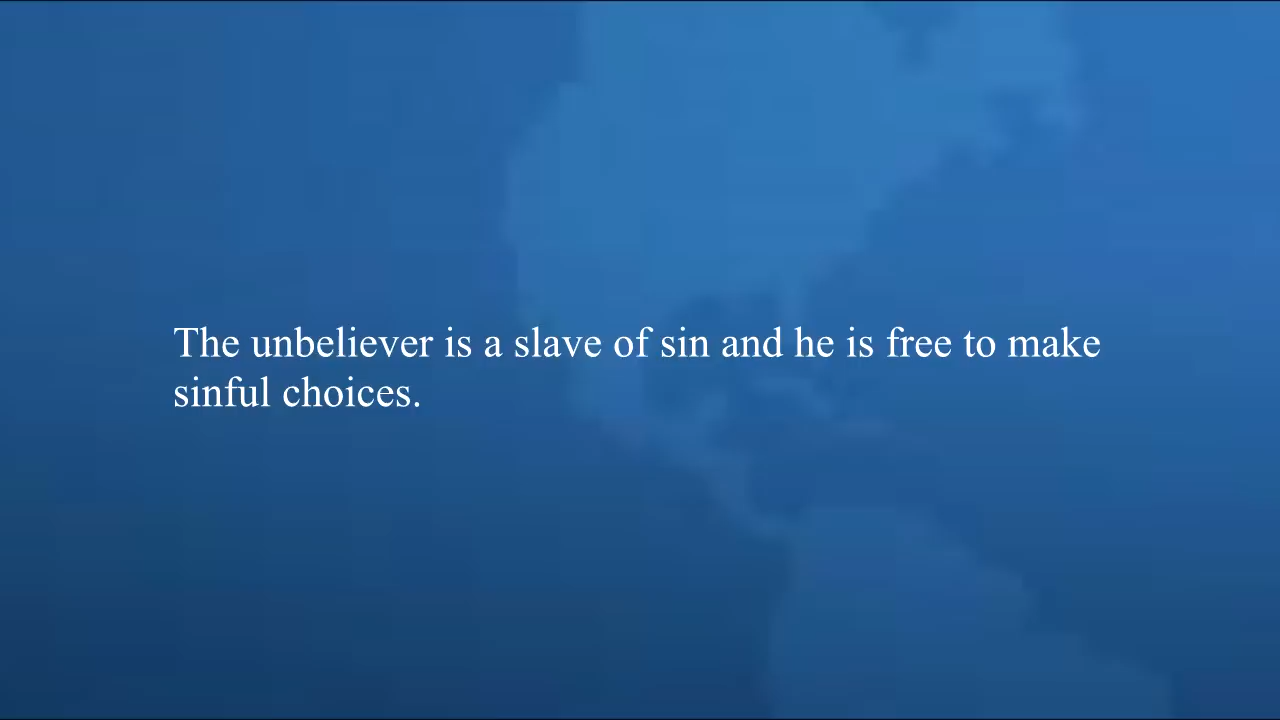 The unbeliever is a slave of sin and he is free to make
sinful choices.